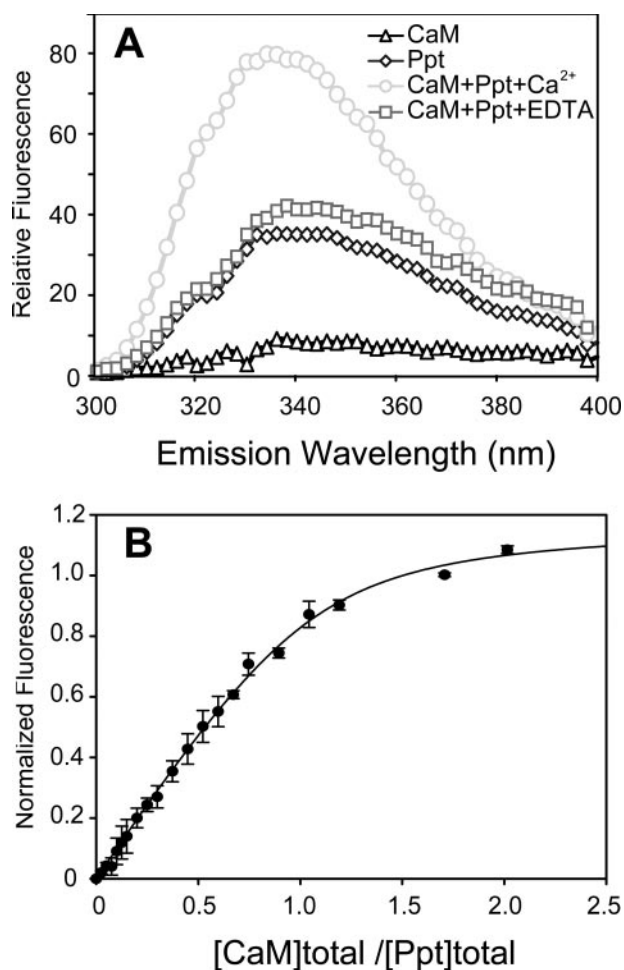 A
CaM
Ppt
CaM+Ppt+Ca2+
CaM+Ppt+EDTA
Relative Fluorescence
80
60
40
20
0
300
320
340
360
380
400
Emission Wavelength (nm)
B
Normalized Fluorescence
1.2
1.0
0.8
0.6
0.4
0.2
0
0
0.5
1.0
1.5
2.0
2.5
[CaM]total /[Ppt]total